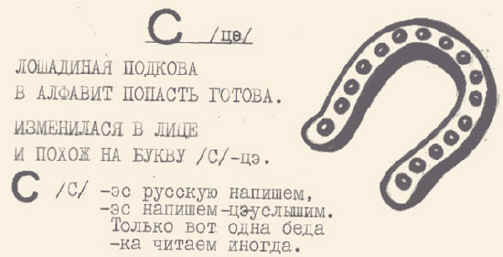 С /цэ/
ЛОШАДИНАЯ ПОДКОВА
В АЛФАВИТ ПОПАСТЬ ГОТОВА.
ИЗМЕНИЛАСЯ В ЛИЦЕ
И ПОХОЖ НА БУКВУ /С/-цэ.
С /С/ -эс русскую напишем,
-эс напишем-цэуслышим.
Только вот одна беда
-ка читаем иногда.